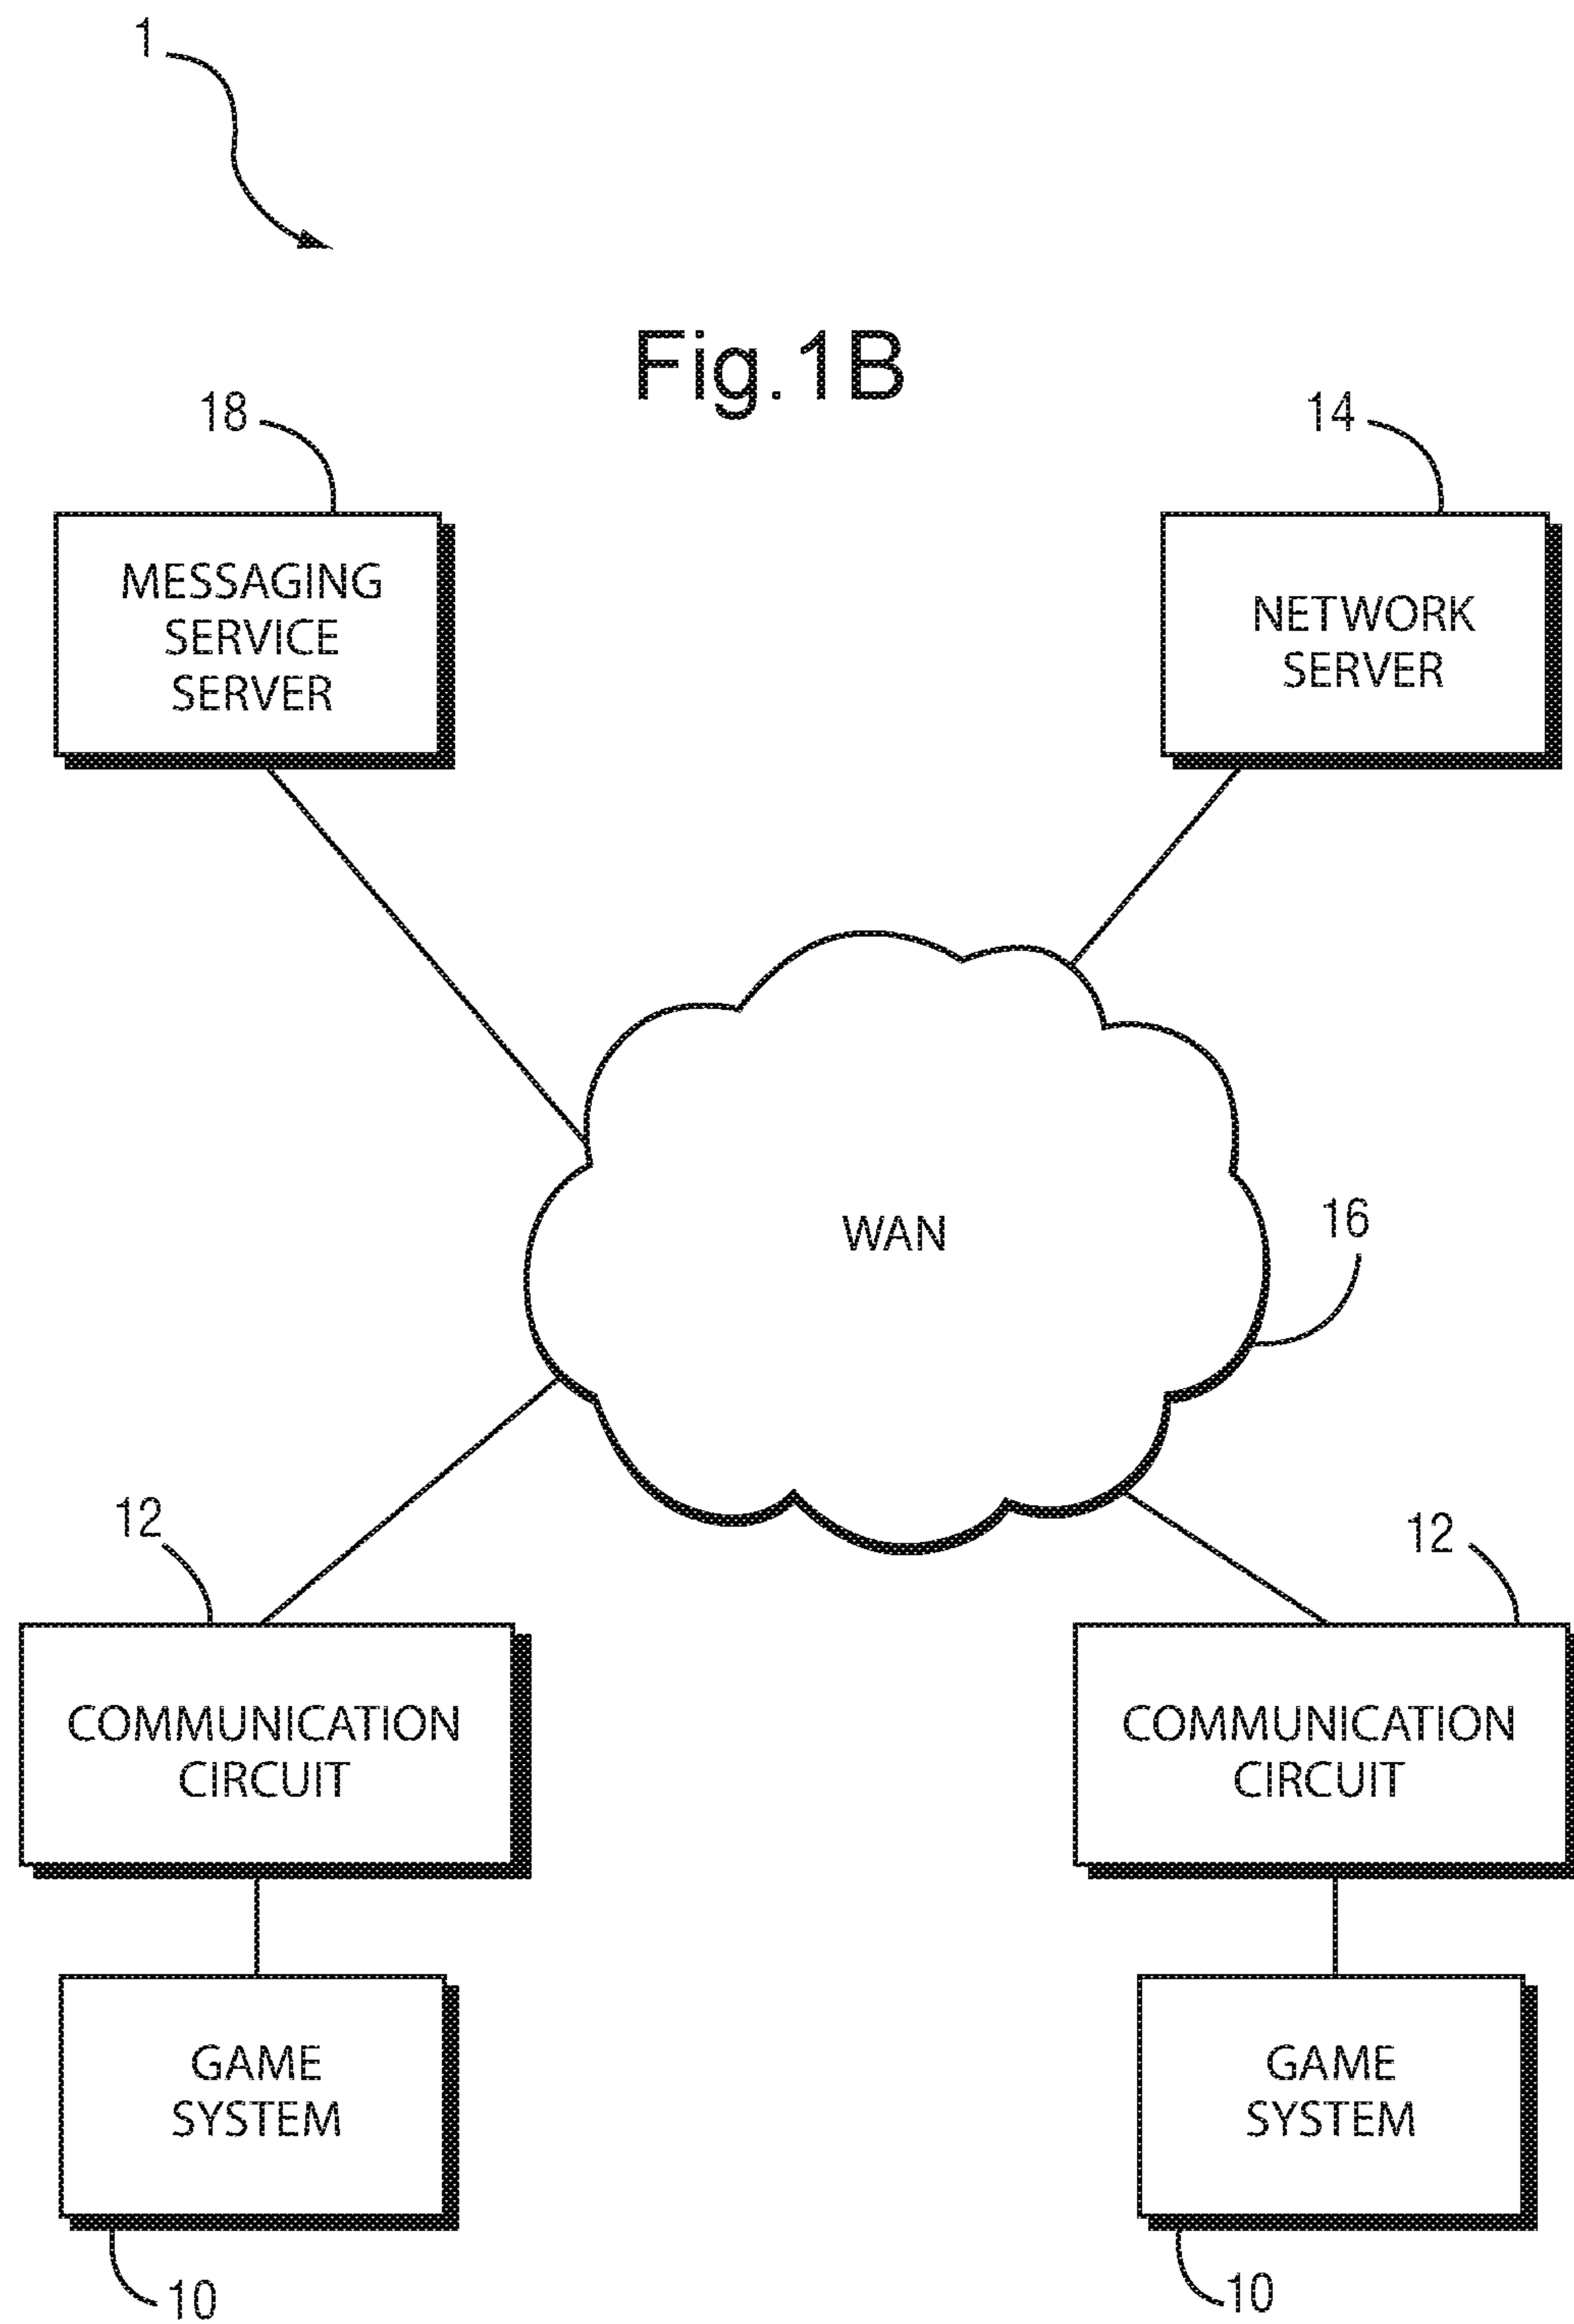 1
Fig.1B
18
14
MESSAGING
SERVICE
SERVER
NETWORK
SERVER
WAN
16
12
12
COMMUNICATION
CIRCUIT
COMMUNICATION
CIRCUIT
GAME
SYSTEM
GAME
SYSTEM
10
10